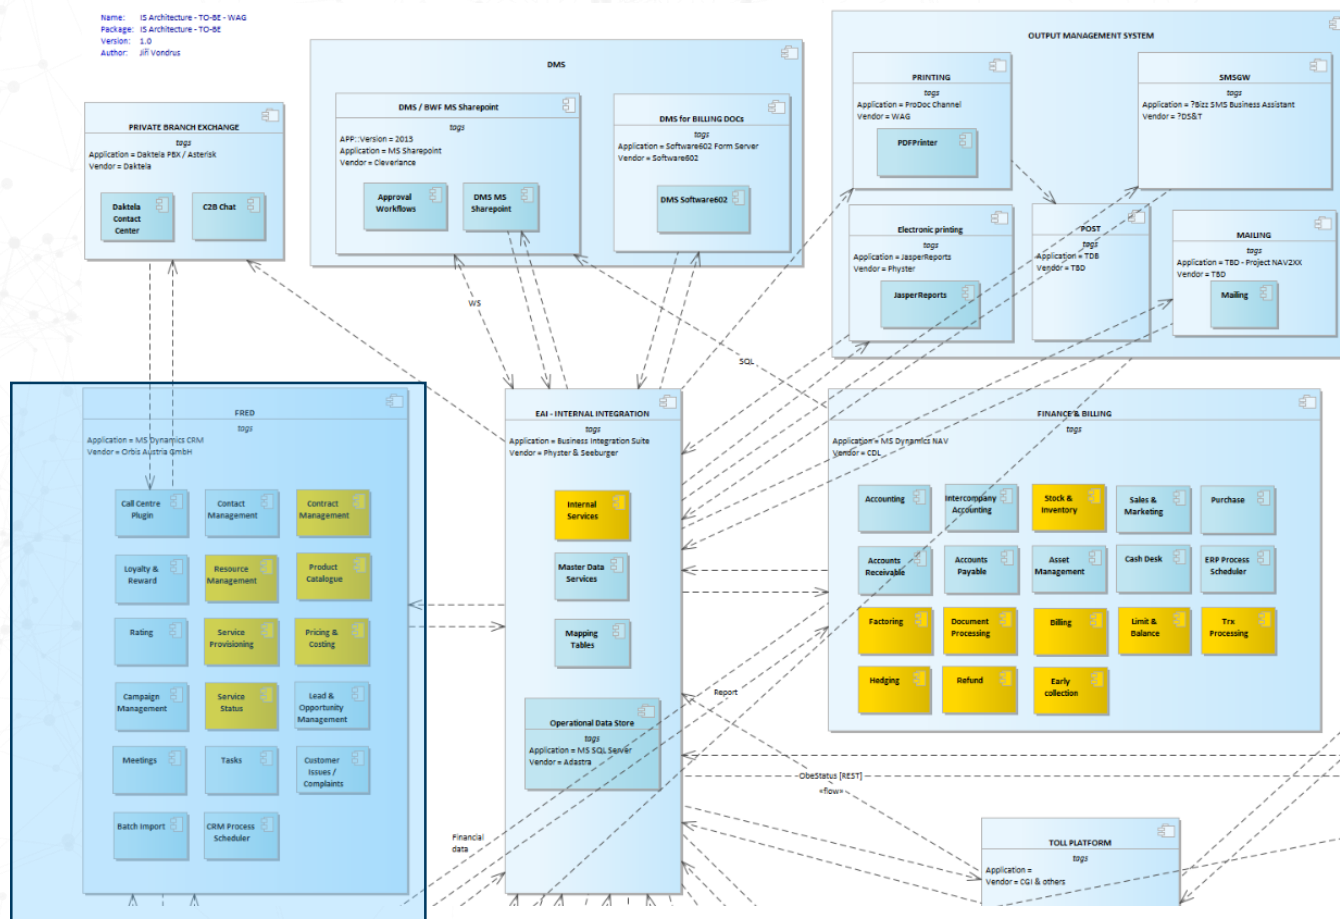 Name: IS Architecture - TO-BE - WAG
Package: IS Architecture - TO-BE
Version: 1.0
Author: Jiří Vondrus
PRIVATE BRANCH EXCHANGE
tags
Application = Daktela PBX / Asterisk
Vendor = Daktela
Daktela
Contact
Center
C2B Chat
DMS
DMS / BWF MS Sharepoint
tags
APP::Version = 2013
Application = MS Sharepoint
Vendor = Cleverlance
Approval
Workflows
DMS MS
Sharepoint
DMS for BILLING DOCs
tags
Application = Software602 Form Server
Vendor = Software602
DMS Software602
OUTPUT MANAGEMENT SYSTEM
PRINTING
tags
Application = ProDoc Channel
Vendor = WAG
PDFPrinter
SMSGW
tags
Application = ?Bizz SMS Business Assistant
Vendor = ?DS&T
Electronic printing
tags
Application = JasperReports
Vendor = Physter
JasperReports
POST
tags
Application = TDB
Vendor = TBD
MAILING
tags
Application = TBD - Project NAV2XX
Vendor = TBD
Mailing
WS
SQL
FRED
tags
Application = MS Dynamics CRM
Vendor = Orbis Austria GmbH
Call Centre
Plugin
Contact
Management
Contract
Management
Loyalty &
Reward
Resource
Management
Product
Catalogue
Rating
Service
Provisioning
Pricing &
Costing
Campaign
Management
Service
Status
Lead &
Opportunity
Management
Meetings
Tasks
Customer
Issues /
Complaints
Batch Import
CRM Process
Scheduler
EAI - INTERNAL INTEGRATION
tags
Application = Business Integration Suite
Vendor = Physter & Seeburger
Internal
Services
Master Data
Services
Mapping
Tables
Operational Data Store
tags
Application = MS SQL Server
Vendor = Adastra
FINANCE & BILLING
tags
Application = MS Dynamics NAV
Vendor = CDL
Accounting
Intercompany
Accounting
Stock &
Inventory
Sales &
Marketing
Purchase
Accounts
Receivable
Accounts
Payable
Asset
Management
Cash Desk
ERP Process
Scheduler
Factoring
Document
Processing
Billing
Limit &
Balance
Trx
Processing
Hedging
Refund
Early
collection
Report
ObeStatus [REST]
«flow»
Financial
data
TOLL PLATFORM
tags
Application =
Vendor = CGI & others